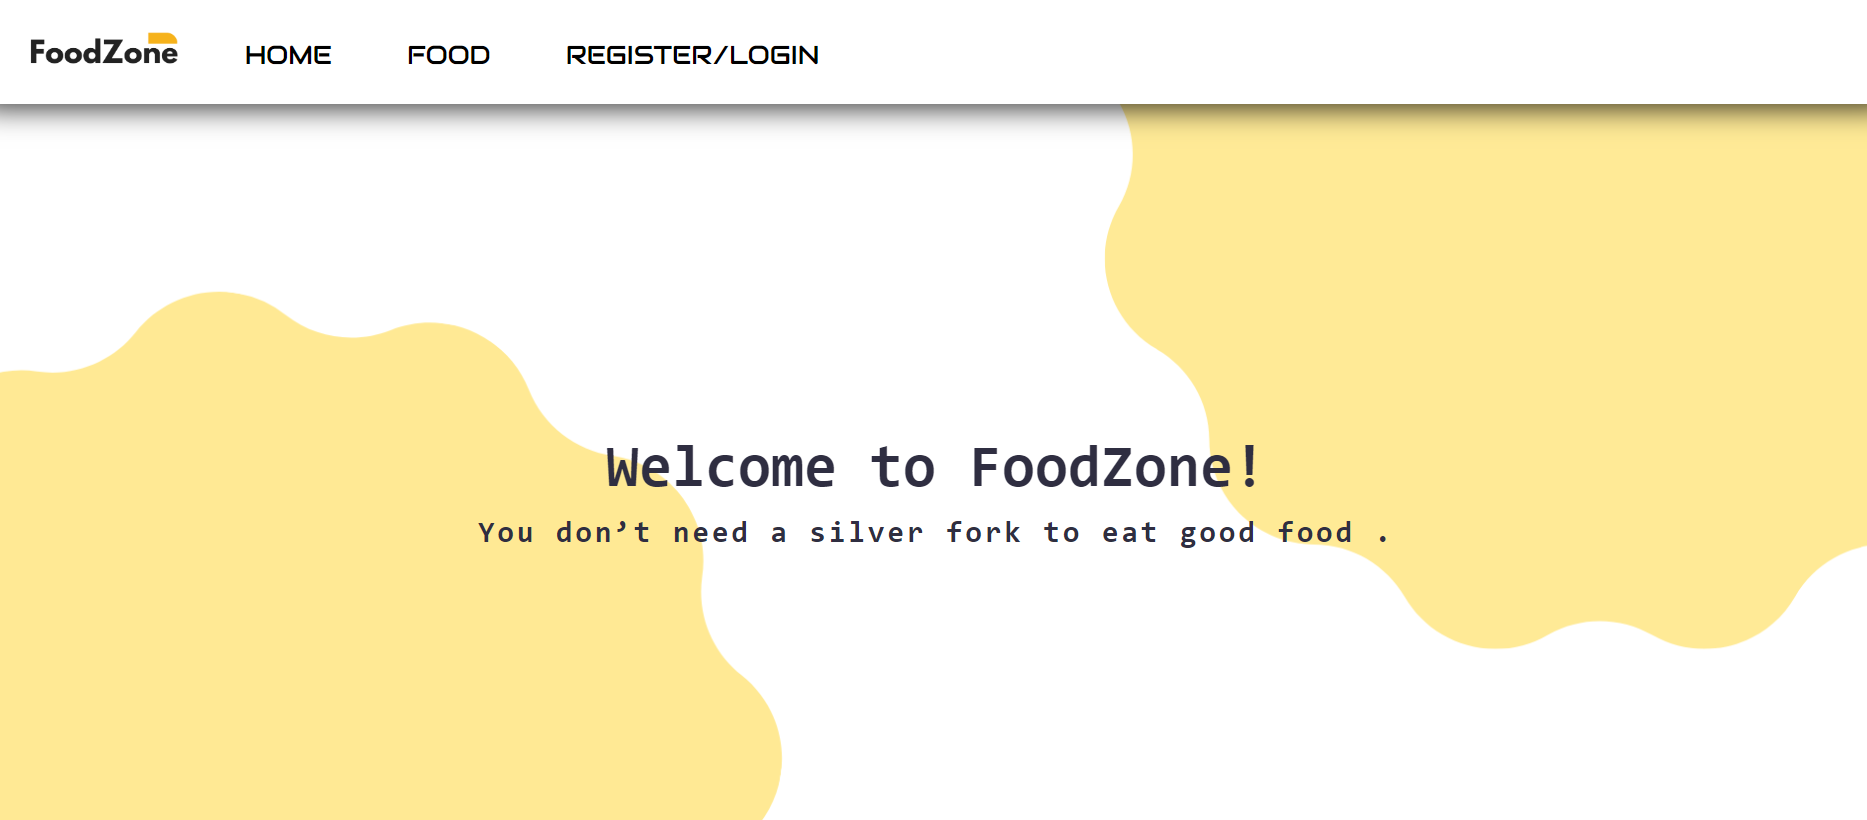 FoodZone HOME FOOD REGISTER/LOGIN
Welcome to FoodZone!
You don’t need a silver fork to eat good food .